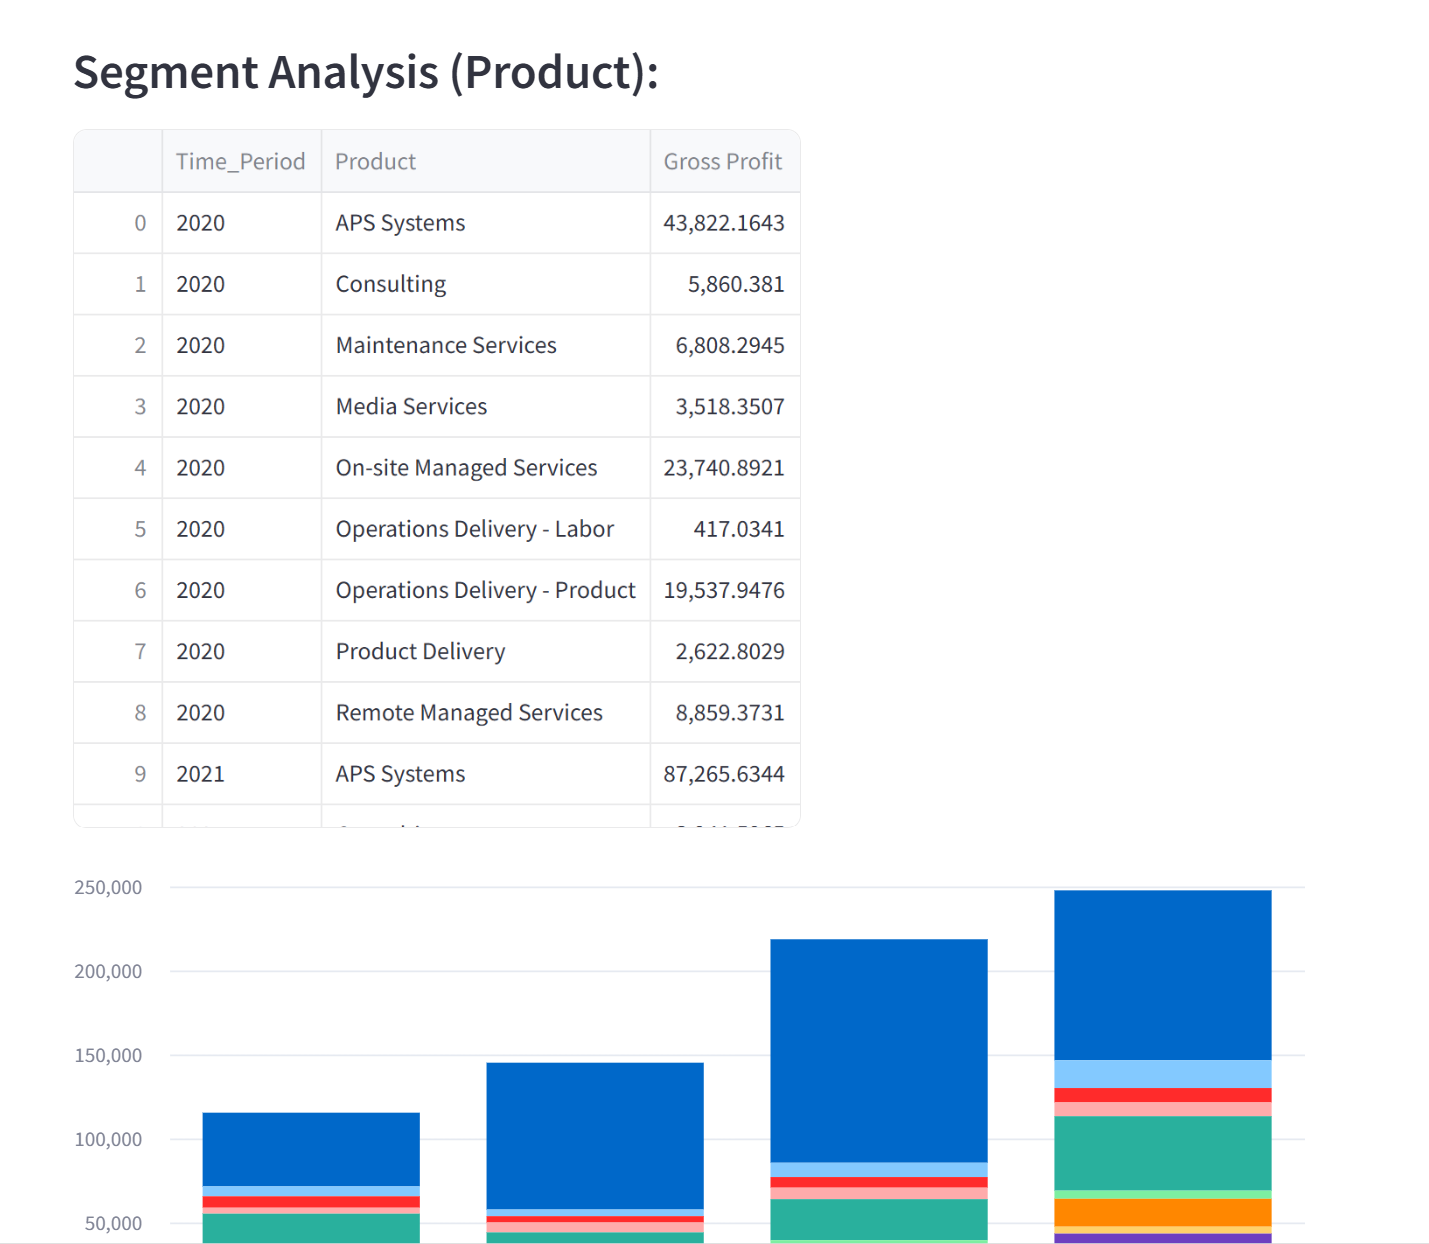 Segment Analysis (Product):
Time_Period Product Gross Profit
0 2020 APS Systems 43,822.1643
1 2020 Consulting 5,860.381
2 2020 Maintenance Services 6,808.2945
3 2020 Media Services 3,518.3507
4 2020 On-site Managed Services 23,740.8921
5 2020 Operations Delivery - Labor 417.0341
6 2020 Operations Delivery - Product 19,537.9476
7 2020 Product Delivery 2,622.8029
8 2020 Remote Managed Services 8,859.3731
9 2021 APS Systems 87,265.6344
250,000
200,000
150,000
100,000
50,000